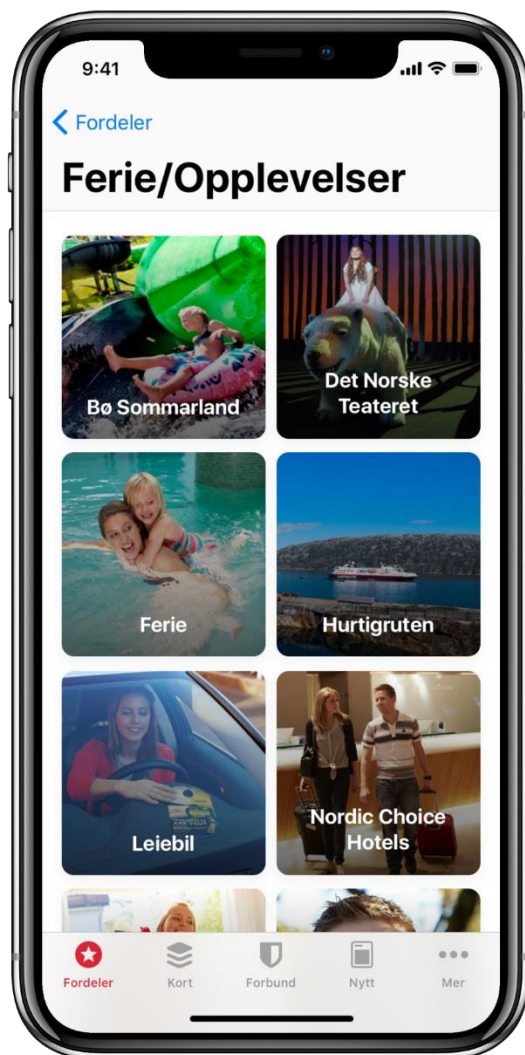 9:41
Fordeler
Ferie/Opplevelser
Bø Sommarland
Det Norske
Teateret
Ferie
Hurtigruten
Leiebil
Nordic Choice
Hotels
Fordeler
Kort
Forbund
Nytt
Mer